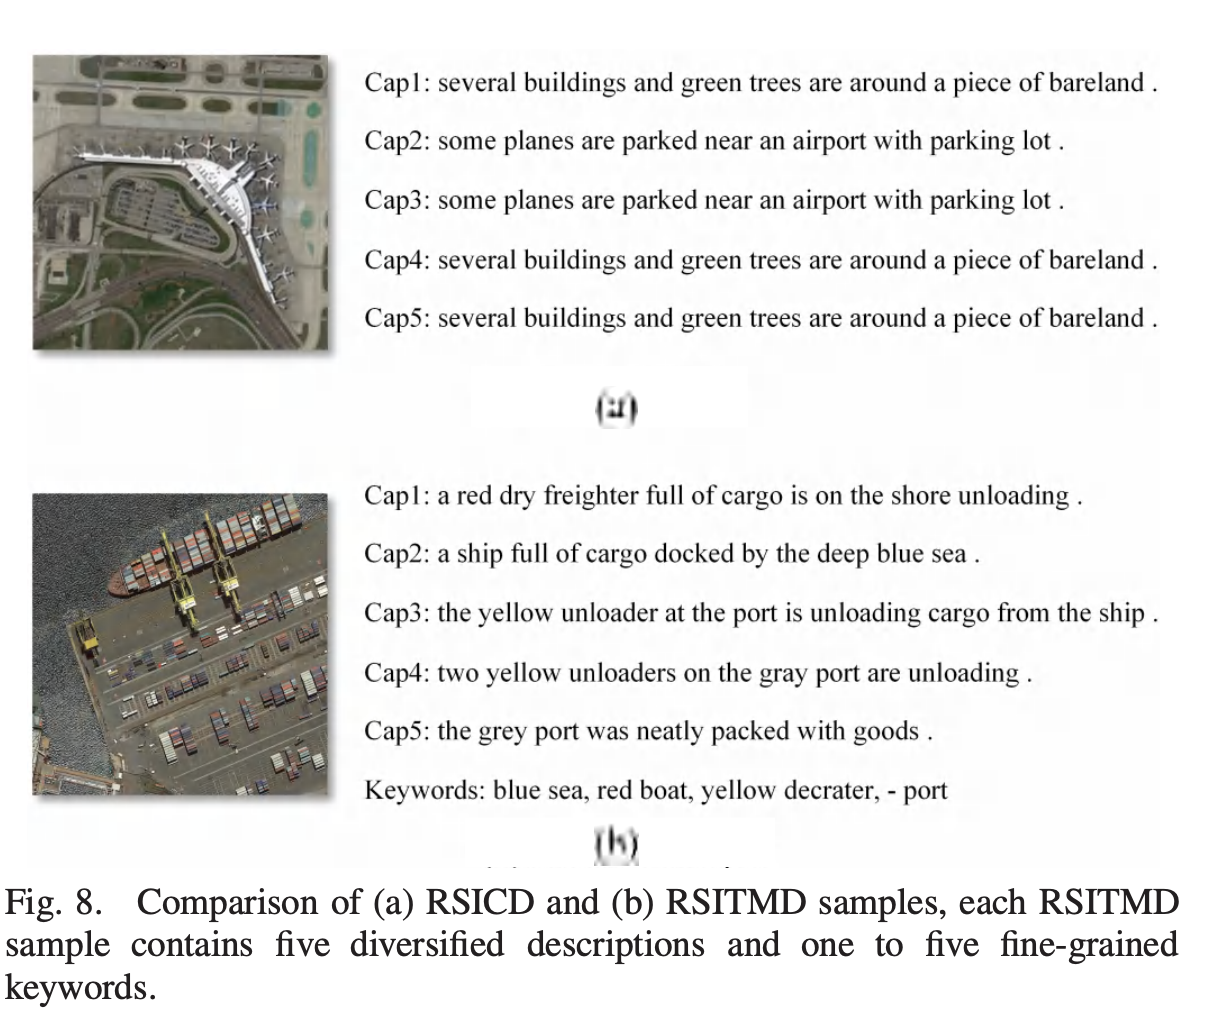 Cap1: several buildings and green trees are around a piece of bareland .
Cap2: some planes are parked near an airport with parking lot .
Cap3: some planes are parked near an airport with parking lot .
Cap4: several buildings and green trees are around a piece of bareland .
Cap5: several buildings and green trees are around a piece of bareland .
(a)
Cap1: a red dry freighter full of cargo is on the shore unloading .
Cap2: a ship full of cargo docked by the deep blue sea .
Cap3: the yellow unloader at the port is unloading cargo from the ship .
Cap4: two yellow unloaders on the gray port are unloading .
Cap5: the grey port was neatly packed with goods .
Keywords: blue sea, red boat, yellow decrater, - port
(b)
Fig. 8. Comparison of (a) RSICD and (b) RSITMD samples, each RSITMD
sample contains five diversified descriptions and one to five fine-grained
keywords.